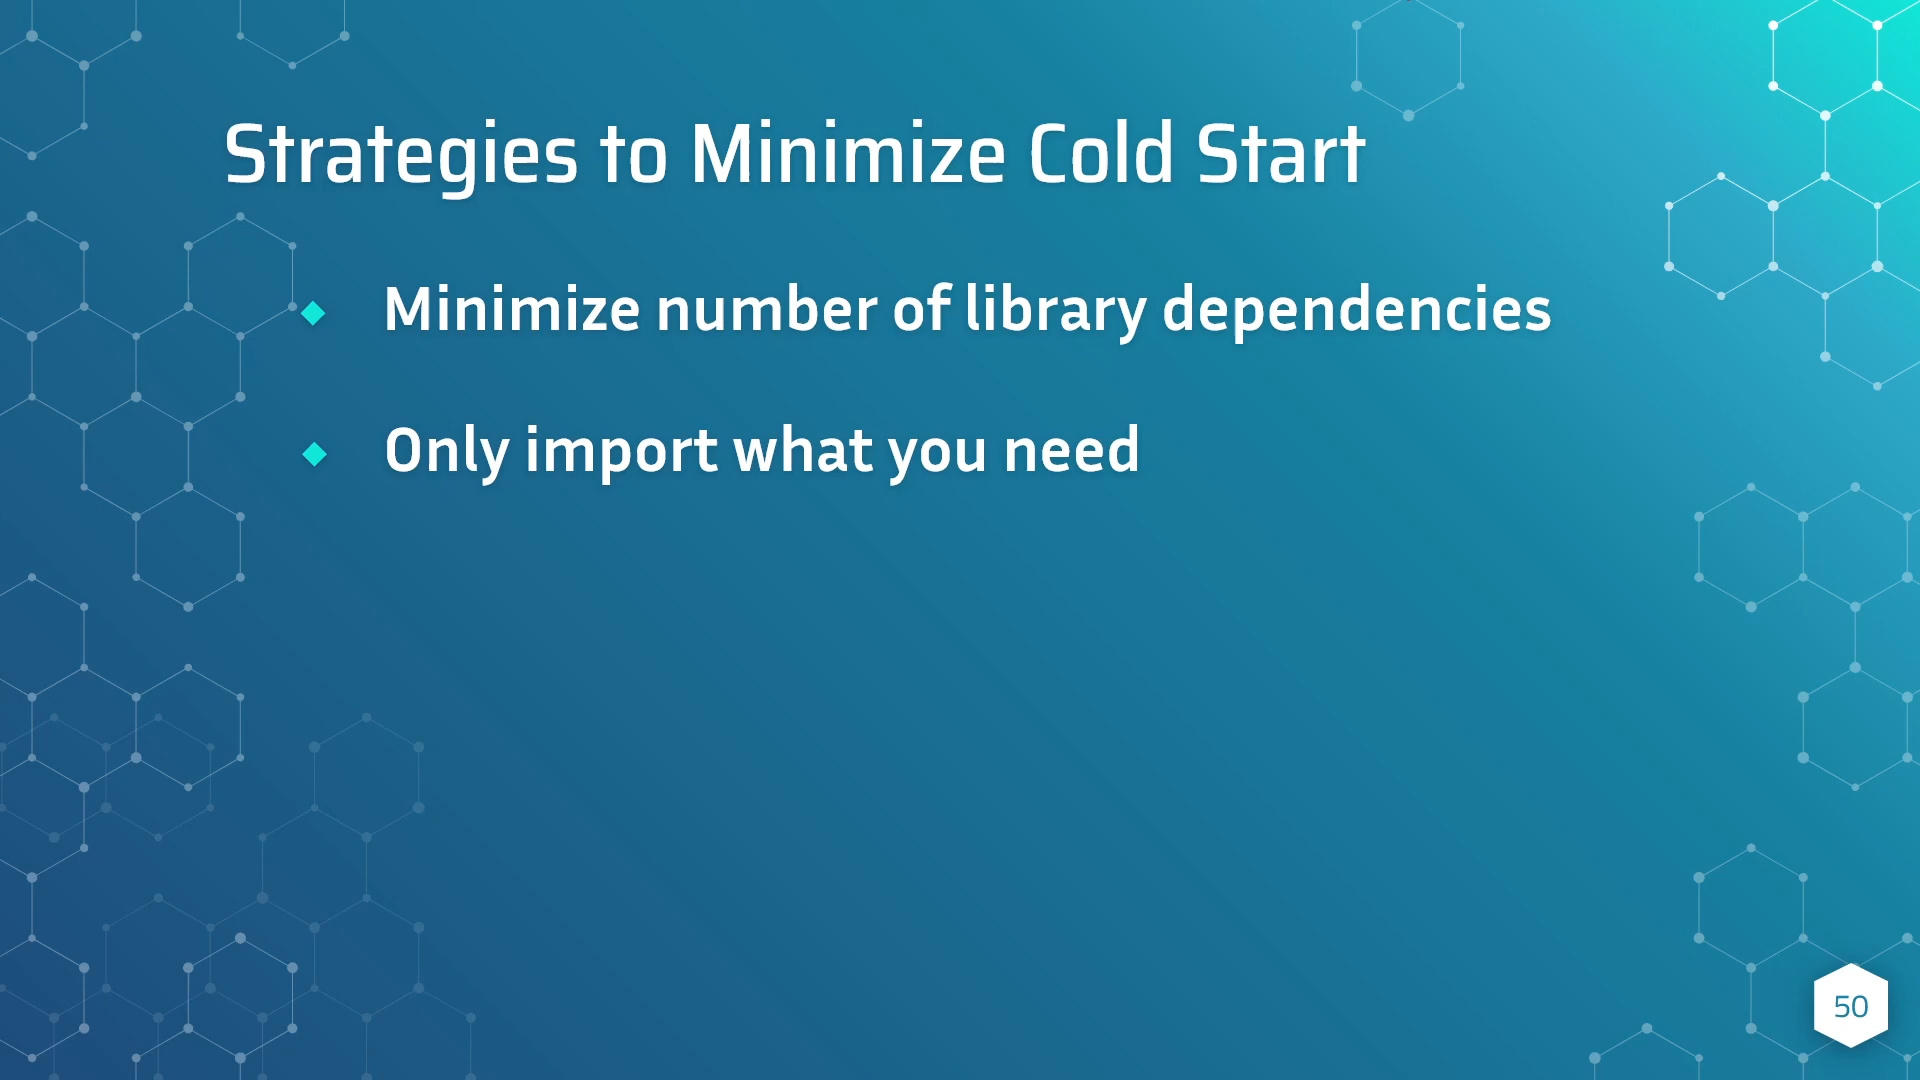 Strategies to Minimize Cold Start
Minimize number of library dependencies
Only import what you need
50